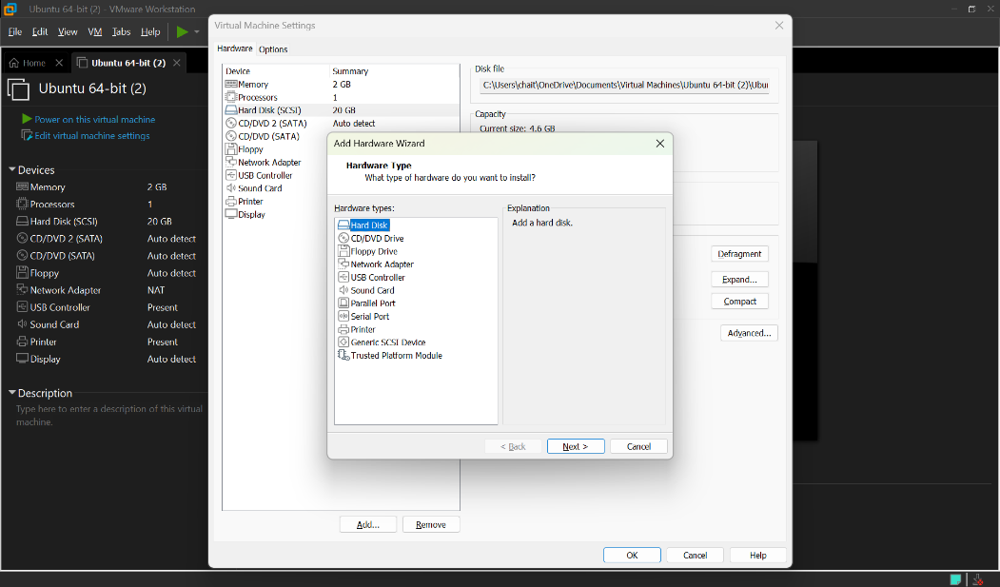 Ubuntu 64-bit (2) - VMware Workstation
File Edit View VM Tabs Help
Home
Ubuntu 64-bit (2)
Ubuntu 64-bit (2)
Power on this virtual machine
Edit virtual machine settings
Devices
Memory 2 GB
Processors 1
Hard Disk (SCSI) 20 GB
CD/DVD 2 (SATA) Auto detect
CD/DVD (SATA) Auto detect
Floppy Auto detect
Network Adapter NAT
USB Controller Present
Sound Card Auto detect
Printer Present
Display Auto detect
Description
Type here to enter a description of this virtual
machine.
Virtual Machine Settings
Hardware Options
Device Summary
Memory 2 GB
Processors 1
Hard Disk (SCSI) 20 GB
CD/DVD 2 (SATA) Auto detect
CD/DVD (SATA)
Floppy
Network Adapter
USB Controller
Sound Card
Printer
Display
Add... Remove
Disk file
C:\Users\chait\OneDrive\Documents\Virtual Machines\Ubuntu 64-bit (2)\Ubur
Capacity
Current size: 4.6 GB
Defragment
Expand...
Compact
Advanced...
OK Cancel Help
Add Hardware Wizard
Hardware Type
What type of hardware do you want to install?
Hardware types:
Hard Disk
CD/DVD Drive
Floppy Drive
Network Adapter
USB Controller
Sound Card
Parallel Port
Serial Port
Printer
Generic SCSI Device
Trusted Platform Module
Explanation
Add a hard disk.
< Back Next > Cancel